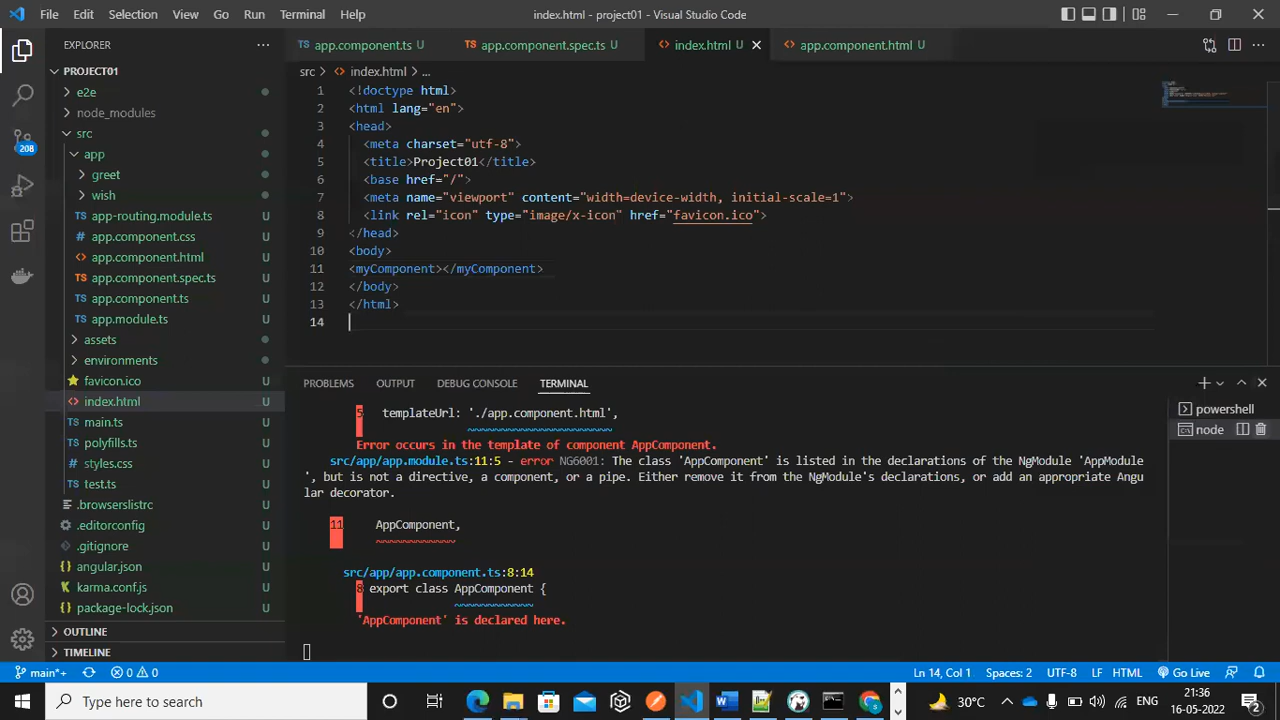 File Edit Selection View Go Run Terminal Help
index.html - project01 - Visual Studio Code
EXPLORER
PROJECT01
e2e
node_modules
src
app
greet
wish
TS app-routing.module.ts U
# app.component.css U
<> app.component.html U
TS app.component.spec.ts U
TS app.component.ts U
TS app.module.ts U
assets
environments
favicon.ico U
<> index.html U
TS main.ts U
TS polyfills.ts U
# styles.css U
TS test.ts U
.browserslistrc U
.editorconfig U
.gitignore U
{} angular.json U
karma.conf.js U
{} package-lock.json U
OUTLINE
TIMELINE
208
TS app.component.ts U
TS app.component.spec.ts U
<> index.html U
<> app.component.html U
src > <> index.html > ...
1 <!doctype html>
2 <html lang="en">
3 <head>
4 <meta charset="utf-8">
5 <title>Project01</title>
6 <base href="/">
7 <meta name="viewport" content="width=device-width, initial-scale=1">
8 <link rel="icon" type="image/x-icon" href="favicon.ico">
9 </head>
10 <body>
11 <myComponent></myComponent>
12 </body>
13 </html>
14
PROBLEMS OUTPUT DEBUG CONSOLE TERMINAL
5 templateUrl: './app.component.html',
~~~~~~~~~~~~~~~~~~~~~~
Error occurs in the template of component AppComponent.
src/app/app.module.ts:11:5 - error NG6001: The class 'AppComponent' is listed in the declarations of the NgModule 'AppModule
', but is not a directive, a component, or a pipe. Either remove it from the NgModule's declarations, or add an appropriate Angu
lar decorator.
11 AppComponent,
~~~~~~~~~~~~
src/app/app.component.ts:8:14
8 export class AppComponent {
~~~~~~~~~~~~
'AppComponent' is declared here.
powershell
node
main*+ 0 0
Ln 14, Col 1 Spaces: 2 UTF-8 LF HTML Go Live
Type here to search
30°C ENG 21:36
16-05-2022
2